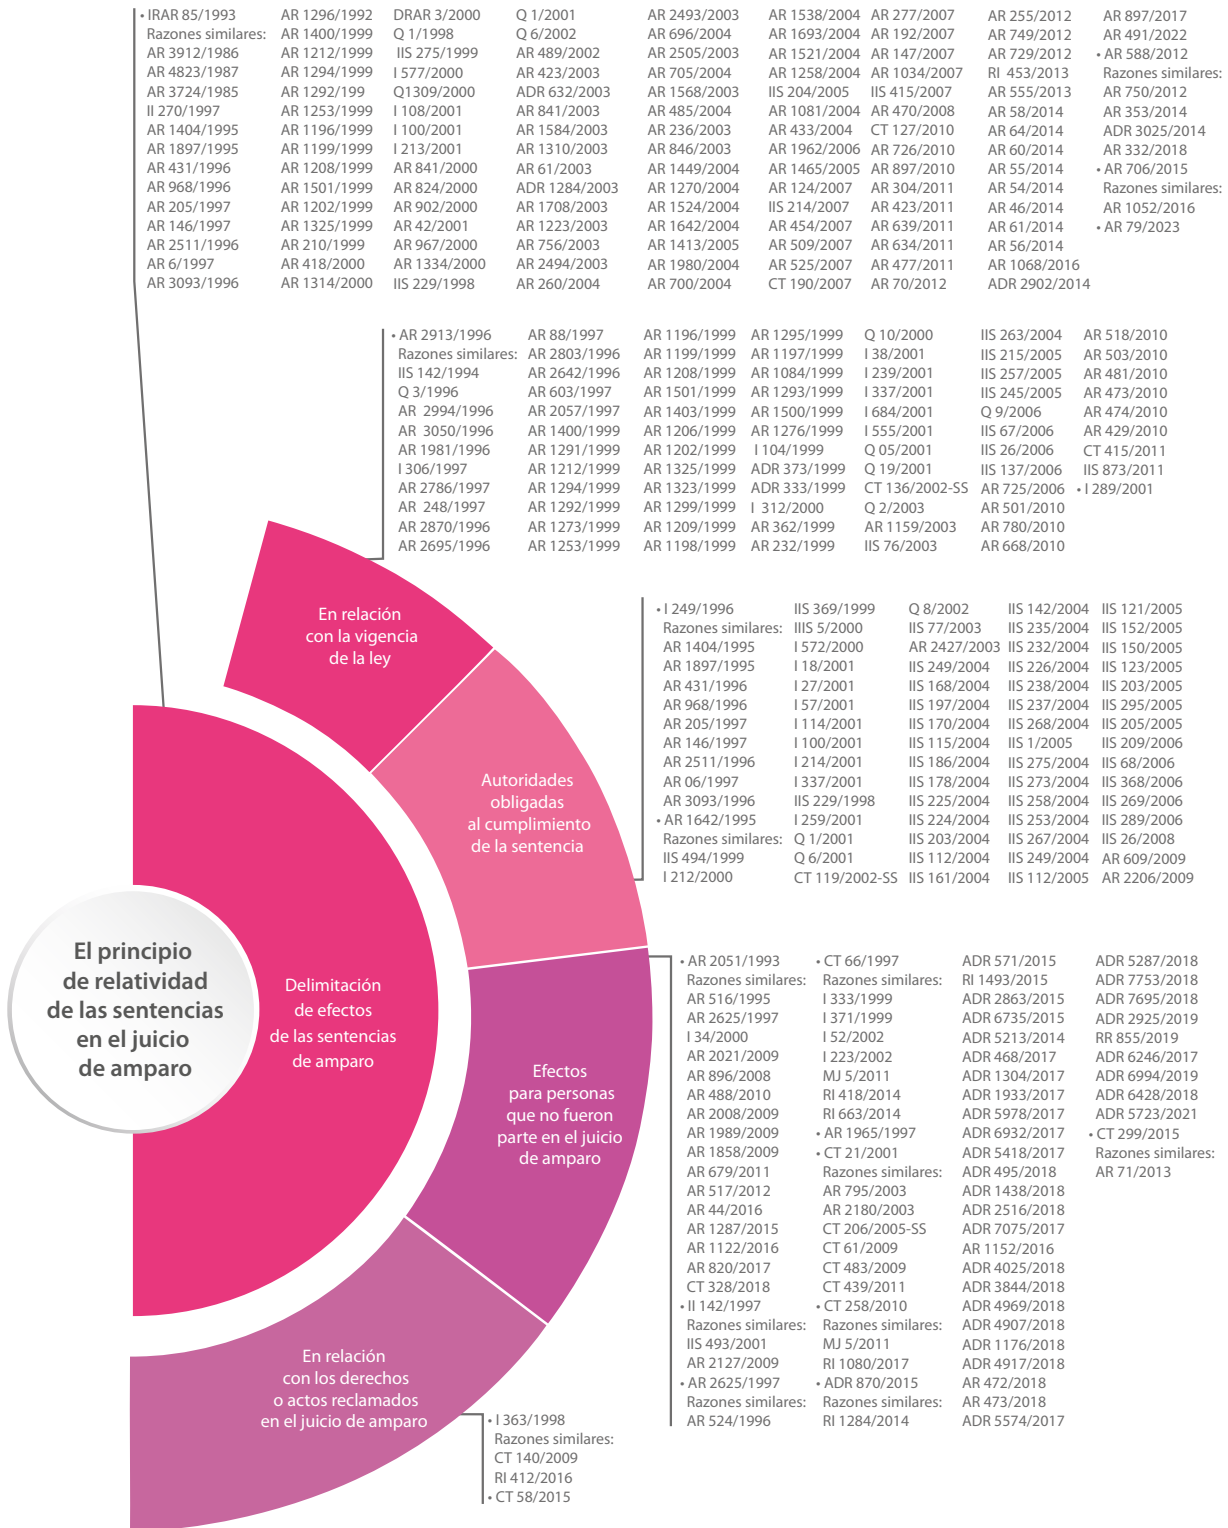 • IRAR 85/1993
Razones similares:
AR 3912/1986
AR 4823/1987
AR 3724/1985
II 270/1997
AR 1404/1995
AR 1897/1995
AR 431/1996
AR 968/1996
AR 205/1997
AR 146/1997
AR 2511/1996
AR 6/1997
AR 3093/1996
AR 1296/1992
AR 1400/1999
AR 1212/1999
AR 1294/1999
AR 1292/199
AR 1253/1999
AR 1196/1999
AR 1199/1999
AR 1208/1999
AR 1501/1999
AR 1202/1999
AR 1325/1999
AR 210/1999
AR 418/2000
AR 1314/2000
DRAR 3/2000
Q 1/1998
IIS 275/1999
I 577/2000
Q1309/2000
I 108/2001
I 100/2001
I 213/2001
AR 841/2000
AR 824/2000
AR 902/2000
AR 42/2001
AR 967/2000
AR 1334/2000
IIS 229/1998
Q 1/2001
Q 6/2002
AR 489/2002
AR 423/2003
ADR 632/2003
AR 841/2003
AR 1584/2003
AR 1310/2003
AR 61/2003
ADR 1284/2003
AR 1708/2003
AR 1223/2003
AR 756/2003
AR 2494/2003
AR 260/2004
AR 2493/2003
AR 696/2004
AR 2505/2003
AR 705/2004
AR 1568/2003
AR 485/2004
AR 236/2003
AR 846/2003
AR 1449/2004
AR 1270/2004
AR 1524/2004
AR 1642/2004
AR 1413/2005
AR 1980/2004
AR 700/2004
AR 1538/2004
AR 1693/2004
AR 1521/2004
AR 1258/2004
IIS 204/2005
AR 1081/2004
AR 433/2004
AR 1962/2006
AR 1465/2005
AR 124/2007
IIS 214/2007
AR 454/2007
AR 509/2007
AR 525/2007
CT 190/2007
AR 277/2007
AR 192/2007
AR 147/2007
AR 1034/2007
IIS 415/2007
AR 470/2008
CT 127/2010
AR 726/2010
AR 897/2010
AR 304/2011
AR 423/2011
AR 639/2011
AR 634/2011
AR 477/2011
AR 70/2012
AR 255/2012
AR 749/2012
AR 729/2012
RI 453/2013
AR 555/2013
AR 58/2014
AR 64/2014
AR 60/2014
AR 55/2014
AR 54/2014
AR 46/2014
AR 61/2014
AR 56/2014
AR 1068/2016
ADR 2902/2014
AR 897/2017
AR 491/2022
• AR 588/2012
Razones similares:
AR 750/2012
AR 353/2014
ADR 3025/2014
AR 332/2018
• AR 706/2015
Razones similares:
AR 1052/2016
• AR 79/2023
• AR 2913/1996
Razones similares:
IIS 142/1994
Q 3/1996
AR 2994/1996
AR 3050/1996
AR 1981/1996
I 306/1997
AR 2786/1997
AR 248/1997
AR 2870/1996
AR 2695/1996
AR 88/1997
AR 2803/1996
AR 2642/1996
AR 603/1997
AR 2057/1997
AR 1400/1999
AR 1291/1999
AR 1212/1999
AR 1294/1999
AR 1292/1999
AR 1273/1999
AR 1253/1999
AR 1196/1999
AR 1199/1999
AR 1208/1999
AR 1501/1999
AR 1403/1999
AR 1206/1999
AR 1202/1999
AR 1325/1999
AR 1323/1999
AR 1299/1999
AR 1209/1999
AR 1198/1999
AR 1295/1999
AR 1197/1999
AR 1084/1999
AR 1293/1999
AR 1500/1999
AR 1276/1999
I 104/1999
ADR 373/1999
ADR 333/1999
I 312/2000
AR 362/1999
AR 232/1999
Q 10/2000
I 38/2001
I 239/2001
I 337/2001
I 684/2001
I 555/2001
Q 05/2001
Q 19/2001
CT 136/2002-SS
Q 2/2003
AR 1159/2003
IIS 76/2003
IIS 263/2004
IIS 215/2005
IIS 257/2005
IIS 245/2005
Q 9/2006
IIS 67/2006
IIS 26/2006
IIS 137/2006
AR 725/2006
AR 501/2010
AR 780/2010
AR 668/2010
AR 518/2010
AR 503/2010
AR 481/2010
AR 473/2010
AR 474/2010
AR 429/2010
CT 415/2011
IIS 873/2011
• I 289/2001
En relación
con la vigencia
de la ley
• I 249/1996
Razones similares:
AR 1404/1995
AR 1897/1995
AR 431/1996
AR 968/1996
AR 205/1997
AR 146/1997
AR 2511/1996
AR 06/1997
AR 3093/1996
• AR 1642/1995
Razones similares:
IIS 494/1999
I 212/2000
IIS 369/1999
IIIS 5/2000
I 572/2000
I 18/2001
I 27/2001
I 57/2001
I 114/2001
I 100/2001
I 214/2001
I 337/2001
IIS 229/1998
I 259/2001
Q 1/2001
Q 6/2001
CT 119/2002-SS
Q 8/2002
IIS 77/2003
AR 2427/2003
IIS 249/2004
IIS 168/2004
IIS 197/2004
IIS 170/2004
IIS 115/2004
IIS 186/2004
IIS 178/2004
IIS 225/2004
IIS 224/2004
IIS 203/2004
IIS 112/2004
IIS 161/2004
IIS 142/2004
IIS 235/2004
IIS 232/2004
IIS 226/2004
IIS 238/2004
IIS 237/2004
IIS 268/2004
IIS 1/2005
IIS 275/2004
IIS 273/2004
IIS 258/2004
IIS 253/2004
IIS 267/2004
IIS 249/2004
IIS 112/2005
IIS 121/2005
IIS 152/2005
IIS 150/2005
IIS 123/2005
IIS 203/2005
IIS 295/2005
IIS 205/2005
IIS 209/2006
IIS 68/2006
IIS 368/2006
IIS 269/2006
IIS 289/2006
IIS 26/2008
AR 609/2009
AR 2206/2009
Autoridades
obligadas
al cumplimiento
de la sentencia
El principio
de relatividad
de las sentencias
en el juicio
de amparo
Delimitación
de efectos
de las sentencias
de amparo
Efectos
para personas
que no fueron
parte en el juicio
de amparo
• AR 2051/1993
Razones similares:
AR 516/1995
AR 2625/1997
I 34/2000
AR 2021/2009
AR 896/2008
AR 488/2010
AR 2008/2009
AR 1989/2009
AR 1858/2009
AR 679/2011
AR 517/2012
AR 44/2016
AR 1287/2015
AR 1122/2016
AR 820/2017
CT 328/2018
• II 142/1997
Razones similares:
IIS 493/2001
AR 2127/2009
• AR 2625/1997
Razones similares:
AR 524/1996
• CT 66/1997
Razones similares:
I 333/1999
I 371/1999
I 52/2002
I 223/2002
MJ 5/2011
RI 418/2014
RI 663/2014
• AR 1965/1997
• CT 21/2001
Razones similares:
AR 795/2003
AR 2180/2003
CT 206/2005-SS
CT 61/2009
CT 483/2009
CT 439/2011
• CT 258/2010
Razones similares:
MJ 5/2011
RI 1080/2017
• ADR 870/2015
Razones similares:
RI 1284/2014
ADR 571/2015
RI 1493/2015
ADR 2863/2015
ADR 6735/2015
ADR 5213/2014
ADR 468/2017
ADR 1304/2017
ADR 1933/2017
ADR 5978/2017
ADR 6932/2017
ADR 5418/2017
ADR 495/2018
ADR 1438/2018
ADR 2516/2018
ADR 7075/2017
AR 1152/2016
ADR 4025/2018
ADR 3844/2018
ADR 4969/2018
ADR 4907/2018
ADR 1176/2018
ADR 4917/2018
AR 472/2018
AR 473/2018
ADR 5574/2017
ADR 5287/2018
ADR 7753/2018
ADR 7695/2018
ADR 2925/2019
RR 855/2019
ADR 6246/2017
ADR 6994/2019
ADR 6428/2018
ADR 5723/2021
• CT 299/2015
Razones similares:
AR 71/2013
En relación
con los derechos
o actos reclamados
en el juicio de amparo
• I 363/1998
Razones similares:
CT 140/2009
RI 412/2016
• CT 58/2015